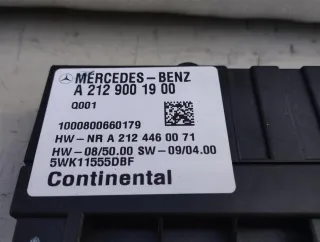 MERCEDES-BENZ
A 212 900 19 00
Q001
1000800660179
HW-NR A 212 446 00 71
HW-08/50.00 SW-09/04.00
5WK11555DBF
Continental